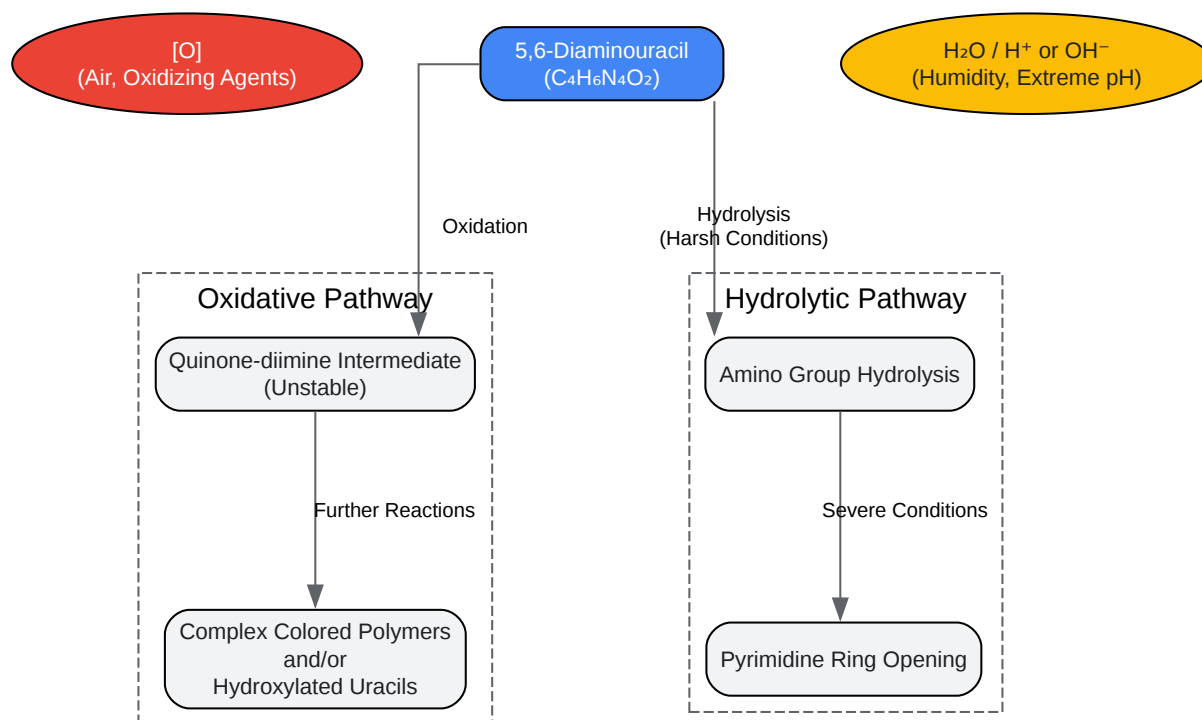 [O]
(Air, Oxidizing Agents)
5,6-Diaminouracil
(C₄H₆N₄O₂)
H₂O / H⁺ or OH⁻
(Humidity, Extreme pH)
Oxidation
Hydrolysis
(Harsh Conditions)
Oxidative Pathway
Hydrolytic Pathway
Quinone-diimine Intermediate
(Unstable)
Amino Group Hydrolysis
Further Reactions
Severe Conditions
Complex Colored Polymers
and/or
Hydroxylated Uracils
Pyrimidine Ring Opening